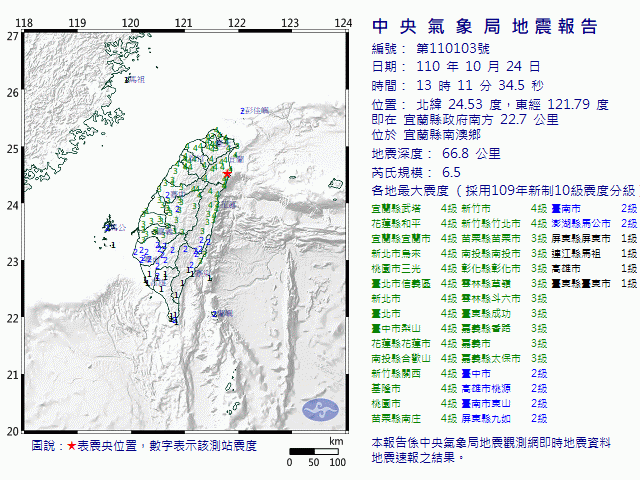 中央氣象局地震報告
編號： 第110103號
日期： 110 年 10 月 24 日
時間： 13 時 11 分 34.5 秒
位置： 北緯 24.53 度，東經 121.79 度
即在 宜蘭縣政府南方 22.7 公里
位於 宜蘭縣南澳鄉
地震深度： 66.8 公里
芮氏規模： 6.5
各地最大震度（採用109年新制10級震度分級
宜蘭縣武塔 4級 新竹市 4級 臺南市 2級
花蓮縣和平 4級 新竹縣竹北市 4級 澎湖縣馬公市 2級
宜蘭縣宜蘭市 4級 苗栗縣苗栗市 3級 屏東縣屏東市 1級
新北市烏來 4級 南投縣南投市 3級 連江縣馬祖 1級
桃園市三光 4級 彰化縣彰化市 3級 高雄市 1級
臺北市信義區 4級 雲林縣草嶺 3級 臺東縣臺東市 1級
新北市 4級 雲林縣斗六市 3級
臺北市 4級 臺東縣成功 3級
臺中市梨山 4級 嘉義縣番路 3級
花蓮縣花蓮市 4級 嘉義市 3級
南投縣合歡山 4級 嘉義縣太保市 3級
新竹縣關西 4級 臺中市 2級
基隆市 4級 高雄市桃源 2級
桃園市 4級 臺南市東山 2級
苗栗縣南庄 4級 屏東縣九如 2級
本報告係中央氣象局地震觀測網即時地震資料
地震速報之結果。
118 119 120 121 122 123 124
27
26
25
24
23
22
21
20
119 120 121 122 123 124
圖說：★表震央位置，數字表示該測站震度
km
0 50 100